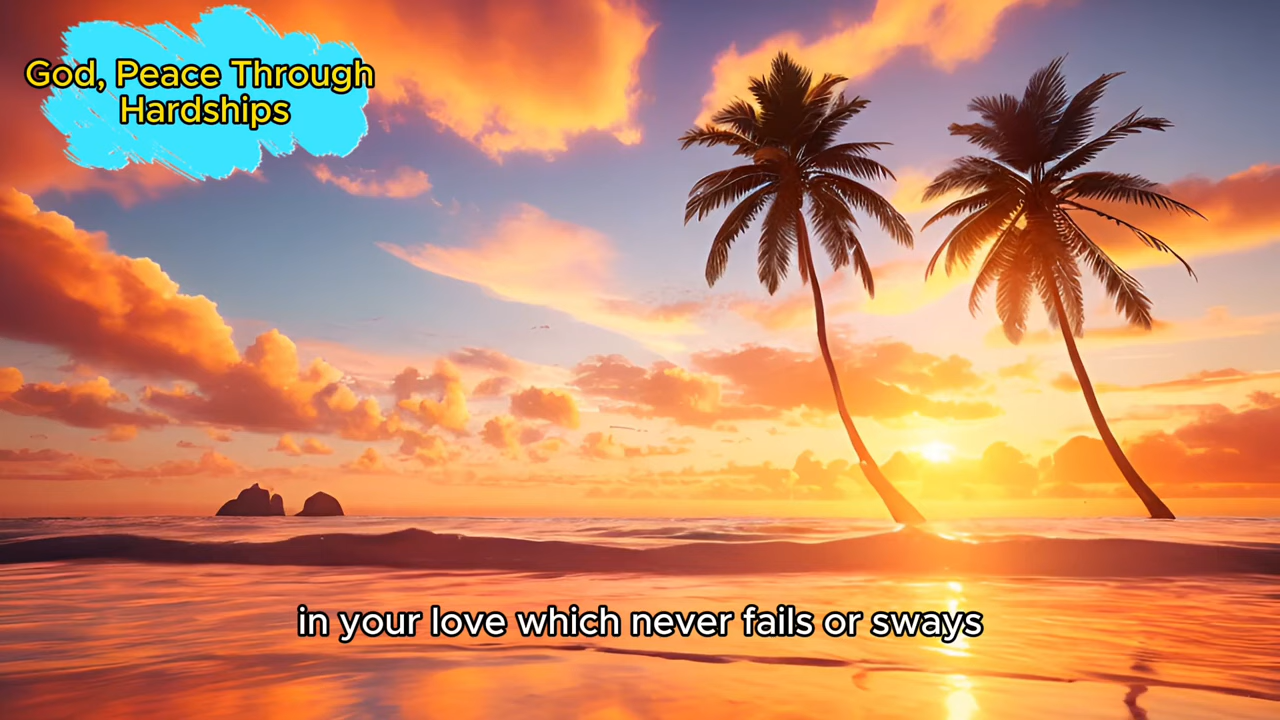 God, Peace Through
Hardships
in your love which never fails or sways